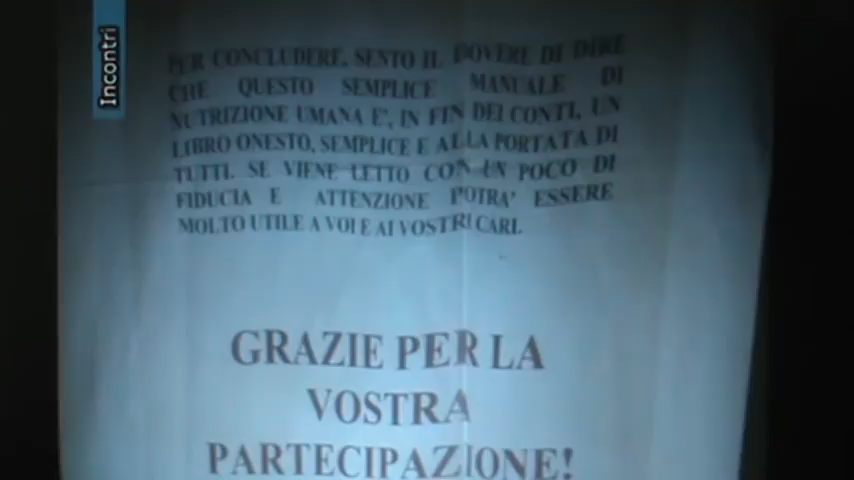 Incontri
PER CONCLUDERE, SENTO IL DOVERE DI DIRE
CHE QUESTO SEMPLICE MANUALE DI
NUTRIZIONE UMANA E', IN FIN DEI CONTI, UN
LIBRO ONESTO, SEMPLICE E ALLA PORTATA DI
TUTTI. SE VIENE LETTO CON UN POCO DI
FIDUCIA E ATTENZIONE POTRA' ESSERE
MOLTO UTILE A VOI E AI VOSTRI CARI.
GRAZIE PER LA
VOSTRA
PARTECIPAZIONE!